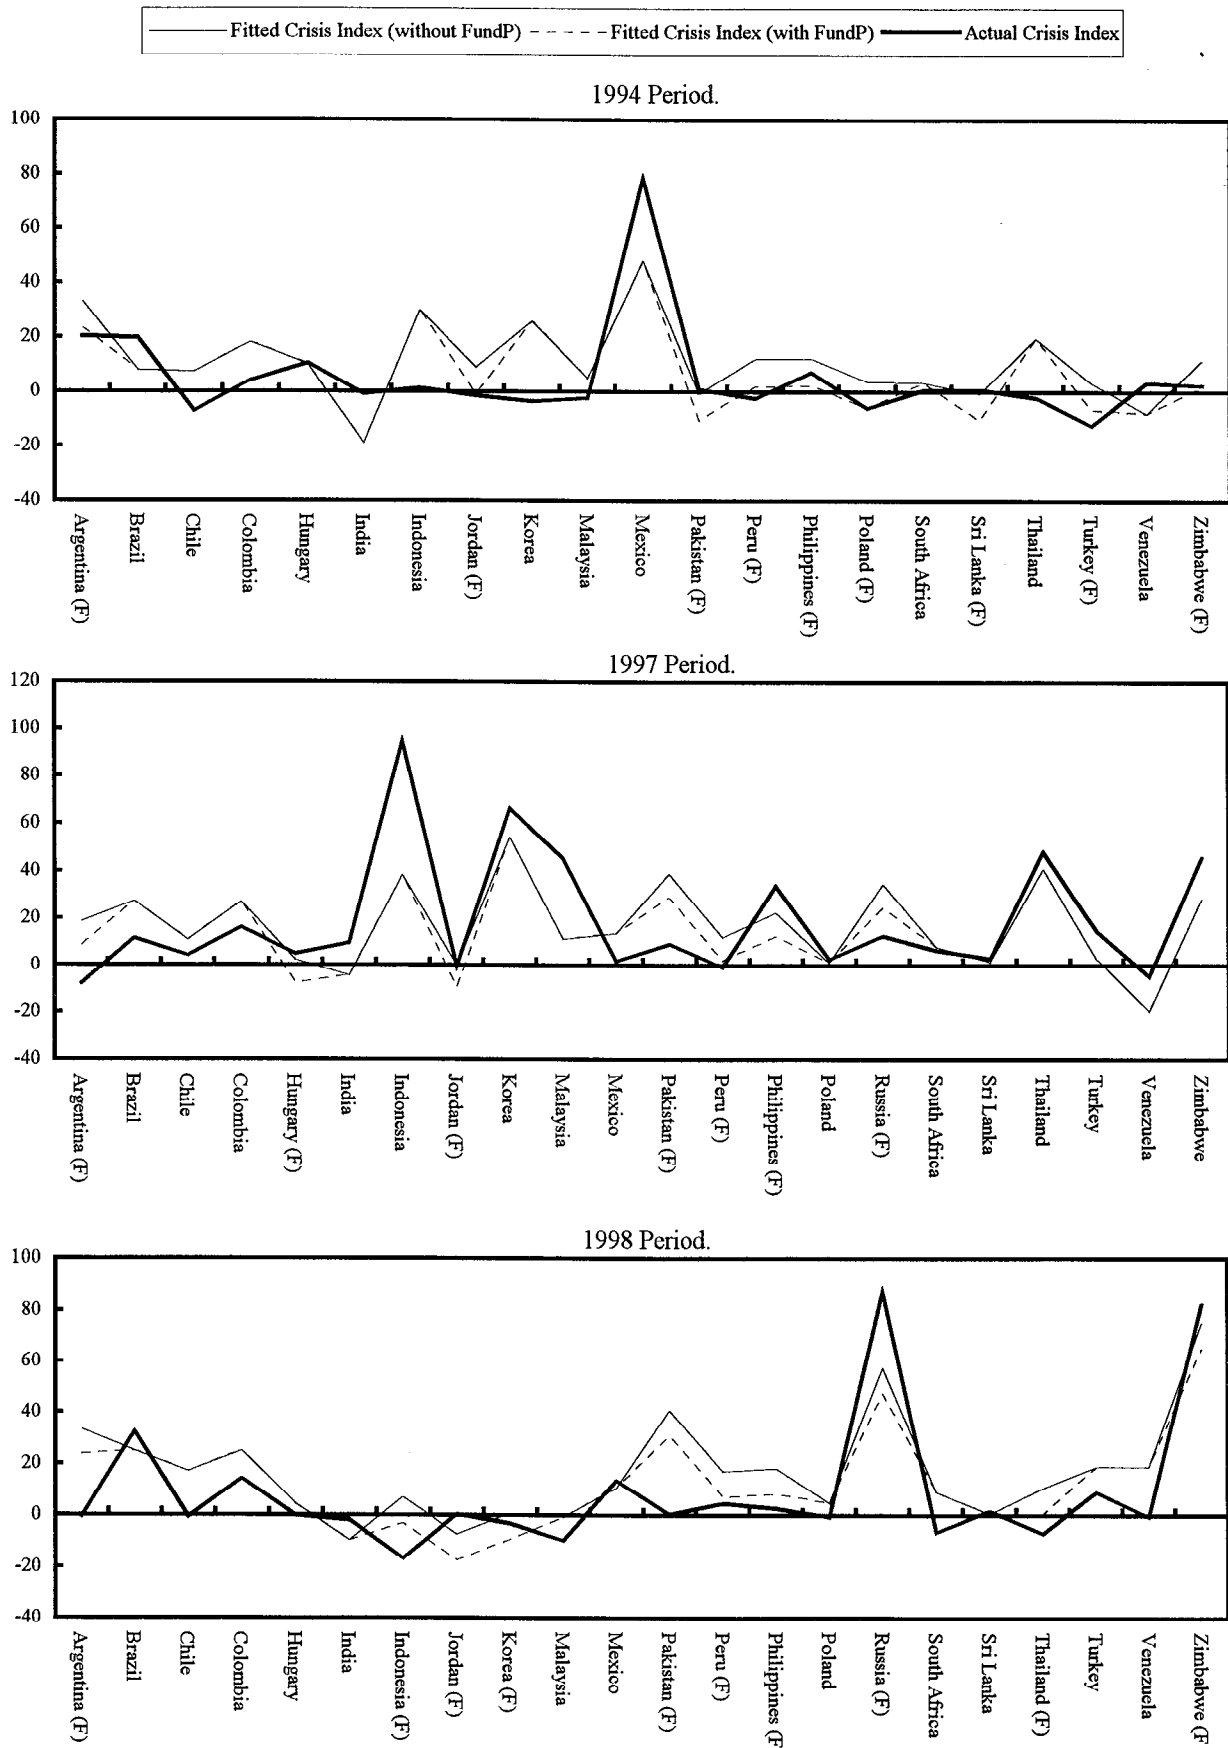 Fitted Crisis Index (without FundP) Fitted Crisis Index (with FundP) Actual Crisis Index
1994 Period.
100
80
60
40
20
0
-20
-40
Argentina (F)
Brazil
Chile
Colombia
Hungary
India
Indonesia
Jordan (F)
Korea
Malaysia
Mexico
Pakistan (F)
Peru (F)
Philippines (F)
Poland (F)
South Africa
Sri Lanka (F)
Thailand
Turkey (F)
Venezuela
Zimbabwe (F)
1997 Period.
120
100
80
60
40
20
0
-20
-40
Argentina (F)
Brazil
Chile
Colombia
Hungary (F)
India
Indonesia
Jordan (F)
Korea
Malaysia
Mexico
Pakistan (F)
Peru (F)
Philippines (F)
Poland
Russia (F)
South Africa
Sri Lanka
Thailand
Turkey
Venezuela
Zimbabwe
1998 Period.
100
80
60
40
20
0
-20
-40
Argentina (F)
Brazil
Chile
Colombia
Hungary
India
Indonesia (F)
Jordan (F)
Korea (F)
Malaysia
Mexico
Pakistan (F)
Peru (F)
Philippines (F)
Poland
Russia (F)
South Africa
Sri Lanka
Thailand (F)
Turkey
Venezuela
Zimbabwe (F